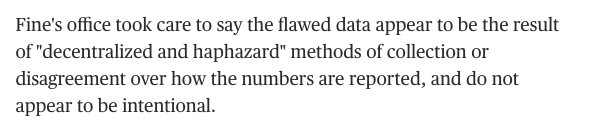 Fine's office took care to say the flawed data appear to be the result
of "decentralized and haphazard" methods of collection or
disagreement over how the numbers are reported, and do not
appear to be intentional.